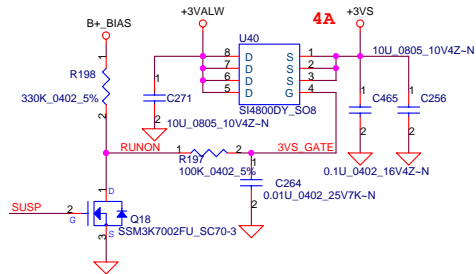 +3VALW
4A
+3VS
B+_BIAS
U40
8 D S 1
7 D S 2
6 D S 3
5 D G 4
SI4800DY_SO8
10U_0805_10V4Z~N
1
R198
330K_0402_5%
2
1
C271
2
10U_0805_10V4Z~N
1
C465
2
1
C256
2
0.1U_0402_16V4Z~N
RUNON
1
R197
2
100K_0402_5%
3VS_GATE
1
C264
2
0.01U_0402_25V7K~N
SUSP
2
G
1
D
Q18
S
3
SSM3K7002FU_SC70-3